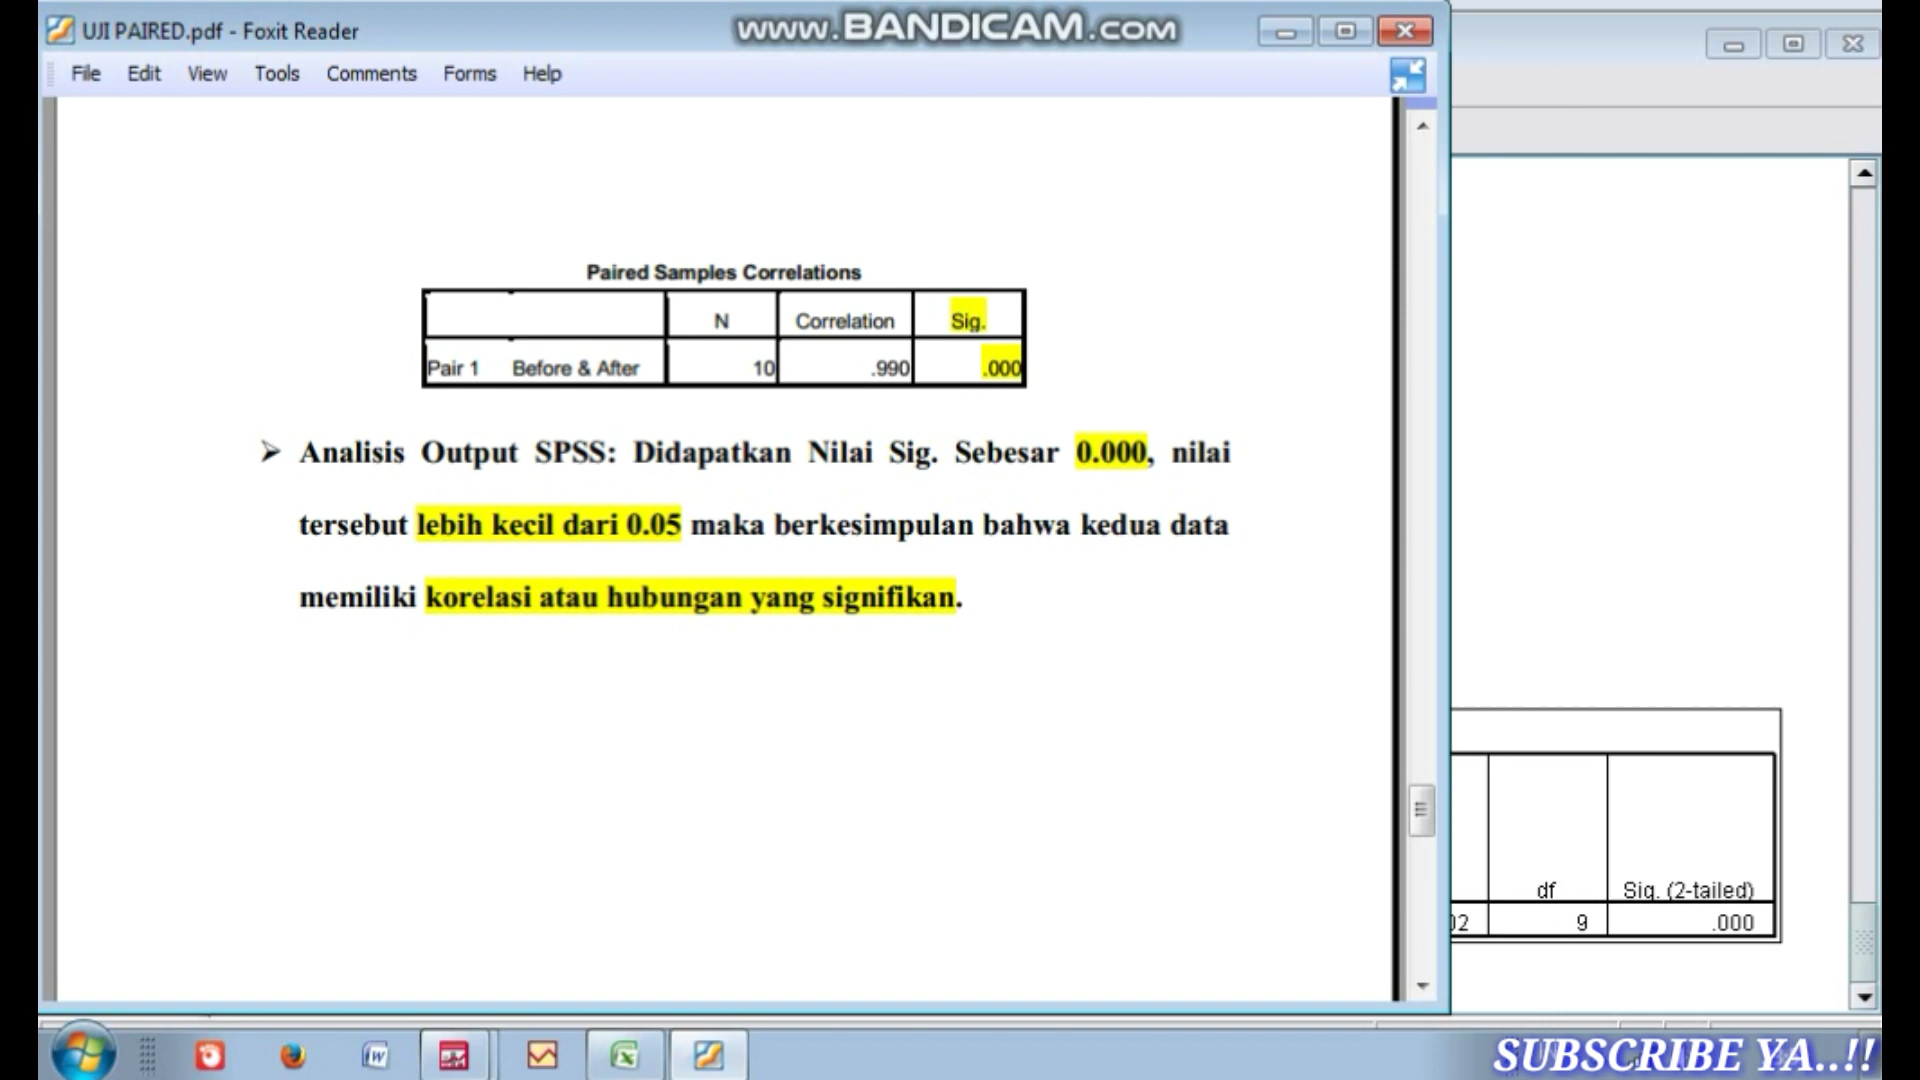 UJI PAIRED.pdf - Foxit Reader
www.BANDICAM.com
File Edit View Tools Comments Forms Help
Paired Samples Correlations
N Correlation Sig.
Pair 1 Before & After 10 .990 .000
➢ Analisis Output SPSS: Didapatkan Nilai Sig. Sebesar 0.000, nilai
tersebut lebih kecil dari 0.05 maka berkesimpulan bahwa kedua data
memiliki korelasi atau hubungan yang signifikan.
df Sig. (2-tailed)
02 9 .000
SUBSCRIBE YA..!!